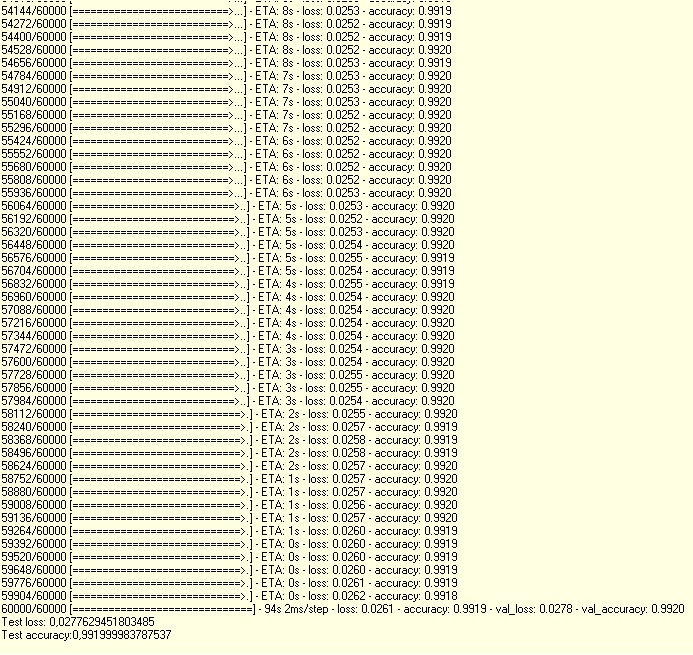 54144/60000 [==========================>...] - ETA: 8s - loss: 0.0253 - accuracy: 0.9919
54272/60000 [==========================>...] - ETA: 8s - loss: 0.0253 - accuracy: 0.9919
54400/60000 [==========================>...] - ETA: 8s - loss: 0.0252 - accuracy: 0.9919
54528/60000 [==========================>...] - ETA: 8s - loss: 0.0252 - accuracy: 0.9920
54656/60000 [==========================>...] - ETA: 8s - loss: 0.0253 - accuracy: 0.9919
54784/60000 [==========================>...] - ETA: 7s - loss: 0.0253 - accuracy: 0.9920
54912/60000 [==========================>...] - ETA: 7s - loss: 0.0253 - accuracy: 0.9920
55040/60000 [==========================>...] - ETA: 7s - loss: 0.0253 - accuracy: 0.9920
55168/60000 [==========================>...] - ETA: 7s - loss: 0.0252 - accuracy: 0.9920
55296/60000 [==========================>...] - ETA: 7s - loss: 0.0252 - accuracy: 0.9920
55424/60000 [==========================>...] - ETA: 6s - loss: 0.0252 - accuracy: 0.9920
55552/60000 [==========================>...] - ETA: 6s - loss: 0.0252 - accuracy: 0.9920
55680/60000 [==========================>...] - ETA: 6s - loss: 0.0252 - accuracy: 0.9920
55808/60000 [==========================>...] - ETA: 6s - loss: 0.0252 - accuracy: 0.9920
55936/60000 [==========================>...] - ETA: 6s - loss: 0.0253 - accuracy: 0.9920
56064/60000 [===========================>..] - ETA: 5s - loss: 0.0253 - accuracy: 0.9920
56192/60000 [===========================>..] - ETA: 5s - loss: 0.0252 - accuracy: 0.9920
56320/60000 [===========================>..] - ETA: 5s - loss: 0.0253 - accuracy: 0.9920
56448/60000 [===========================>..] - ETA: 5s - loss: 0.0254 - accuracy: 0.9920
56576/60000 [===========================>..] - ETA: 5s - loss: 0.0255 - accuracy: 0.9919
56704/60000 [===========================>..] - ETA: 5s - loss: 0.0254 - accuracy: 0.9919
56832/60000 [===========================>..] - ETA: 4s - loss: 0.0255 - accuracy: 0.9919
56960/60000 [===========================>..] - ETA: 4s - loss: 0.0254 - accuracy: 0.9920
57088/60000 [===========================>..] - ETA: 4s - loss: 0.0254 - accuracy: 0.9920
57216/60000 [===========================>..] - ETA: 4s - loss: 0.0254 - accuracy: 0.9920
57344/60000 [===========================>..] - ETA: 4s - loss: 0.0254 - accuracy: 0.9920
57472/60000 [===========================>..] - ETA: 3s - loss: 0.0254 - accuracy: 0.9920
57600/60000 [===========================>..] - ETA: 3s - loss: 0.0254 - accuracy: 0.9920
57728/60000 [===========================>..] - ETA: 3s - loss: 0.0255 - accuracy: 0.9920
57856/60000 [===========================>..] - ETA: 3s - loss: 0.0255 - accuracy: 0.9920
57984/60000 [===========================>..] - ETA: 3s - loss: 0.0254 - accuracy: 0.9920
58112/60000 [============================>.] - ETA: 2s - loss: 0.0255 - accuracy: 0.9920
58240/60000 [============================>.] - ETA: 2s - loss: 0.0257 - accuracy: 0.9919
58368/60000 [============================>.] - ETA: 2s - loss: 0.0258 - accuracy: 0.9919
58496/60000 [============================>.] - ETA: 2s - loss: 0.0258 - accuracy: 0.9919
58624/60000 [============================>.] - ETA: 2s - loss: 0.0257 - accuracy: 0.9920
58752/60000 [============================>.] - ETA: 1s - loss: 0.0257 - accuracy: 0.9920
58880/60000 [============================>.] - ETA: 1s - loss: 0.0257 - accuracy: 0.9920
59008/60000 [============================>.] - ETA: 1s - loss: 0.0256 - accuracy: 0.9920
59136/60000 [============================>.] - ETA: 1s - loss: 0.0257 - accuracy: 0.9920
59264/60000 [============================>.] - ETA: 1s - loss: 0.0260 - accuracy: 0.9919
59392/60000 [============================>.] - ETA: 0s - loss: 0.0260 - accuracy: 0.9919
59520/60000 [============================>.] - ETA: 0s - loss: 0.0260 - accuracy: 0.9919
59648/60000 [============================>.] - ETA: 0s - loss: 0.0260 - accuracy: 0.9919
59776/60000 [============================>.] - ETA: 0s - loss: 0.0261 - accuracy: 0.9919
59904/60000 [============================>.] - ETA: 0s - loss: 0.0262 - accuracy: 0.9918
60000/60000 [==============================] - 94s 2ms/step - loss: 0.0261 - accuracy: 0.9919 - val_loss: 0.0278 - val_accuracy: 0.9920
Test loss: 0,0277629451803485
Test accuracy:0,991999983787537